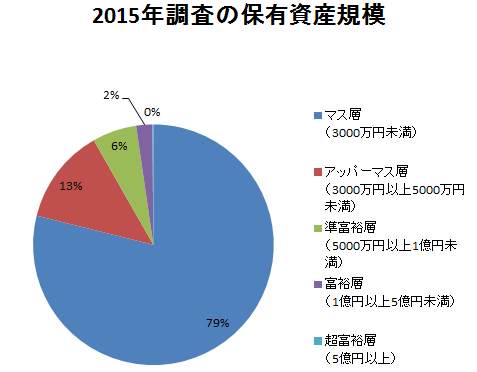 2015年調査の保有資産規模
2%
0%
6%
13%
79%
マス層
（3000万円未満）
アッパーマス層
（3000万円以上5000万円
未満）
準富裕層
（5000万円以上1億円未
満）
富裕層
（1億円以上5億円未満）
超富裕層
（5億円以上）